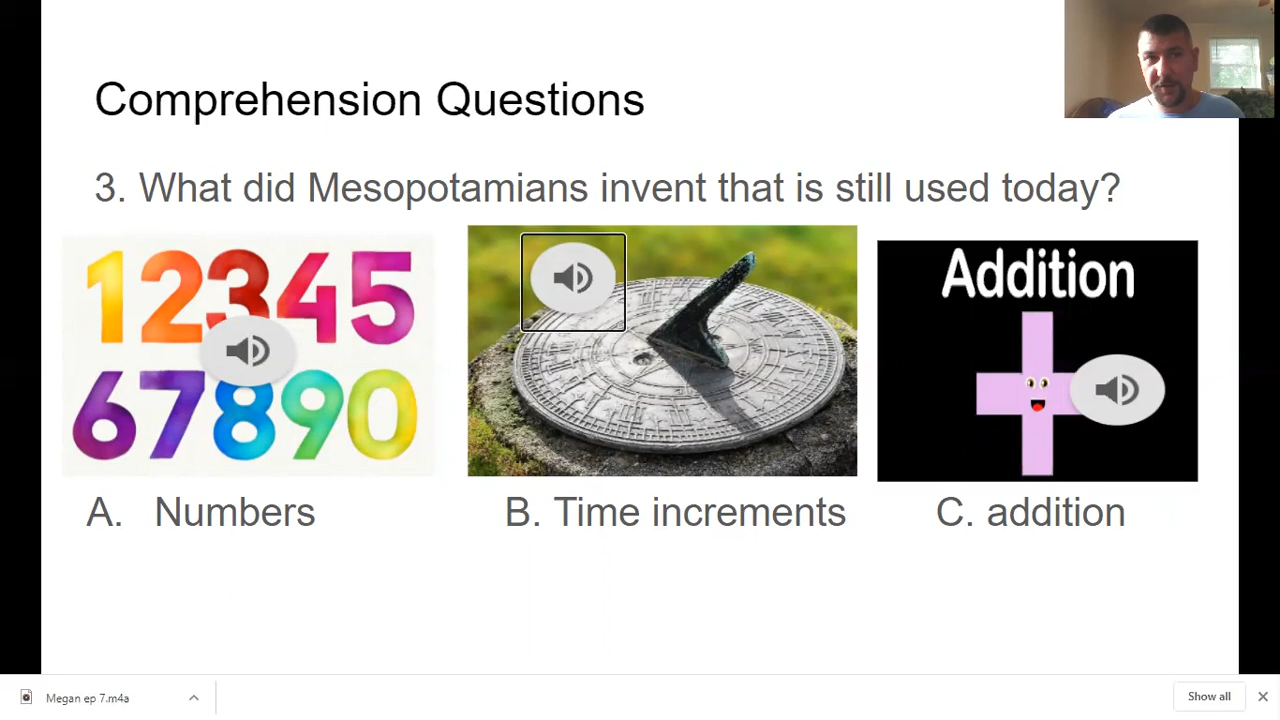 Comprehension Questions
3. What did Mesopotamians invent that is still used today?
12345
67890
Addition
A. Numbers
B. Time increments
C. addition
Megan ep 7.m4a
Show all